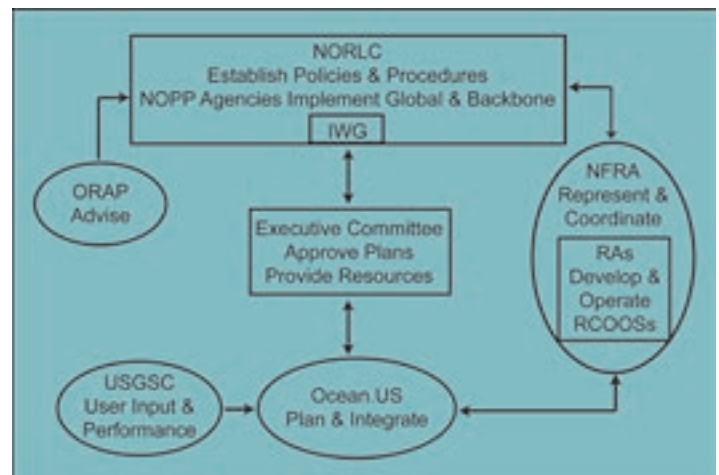 NORLC
Establish Policies & Procedures
NOPP Agencies Implement Global & Backbone
IWG
ORAP
Advise
NFRA
Represent &
Coordinate
Executive Committee
Approve Plans
Provide Resources
RAs
Develop &
Operate
RCOOSs
USGSC
User Input &
Performance
Ocean.US
Plan & Integrate